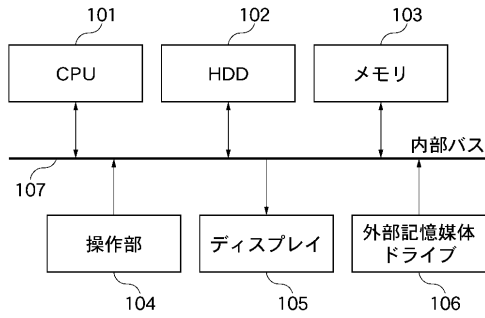 101
102
103
CPU
HDD
メモリ
内部バス
107
操作部
ディスプレイ
外部記憶媒体
ドライブ
104
105
106